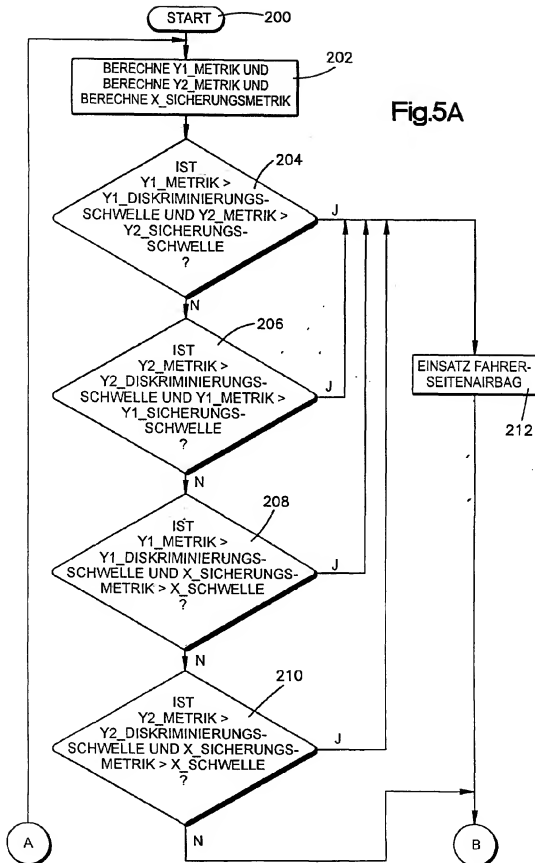 START
200
BERECHNE Y1_METRIK UND
BERECHNE Y2_METRIK UND
BERECHNE X_SICHERUNGSMETRIK
202
Fig.5A
IST
Y1_METRIK >
Y1_DISKRIMINIERUNGS-
SCHWELLE UND Y2_METRIK >
Y2_SICHERUNGS-
SCHWELLE
?
204
J
N
IST
Y2_METRIK >
Y2_DISKRIMINIERUNGS-
SCHWELLE UND Y1_METRIK >
Y1_SICHERUNGS-
SCHWELLE
?
206
J
N
EINSATZ FAHRER-
SEITENAIRBAG
212
IST
Y1_METRIK >
Y1_DISKRIMINIERUNGS-
SCHWELLE UND X_SICHERUNGS-
METRIK > X_SCHWELLE
?
208
J
N
IST
Y2_METRIK >
Y2_DISKRIMINIERUNGS-
SCHWELLE UND X_SICHERUNGS-
METRIK > X_SCHWELLE
?
210
J
N
A
B